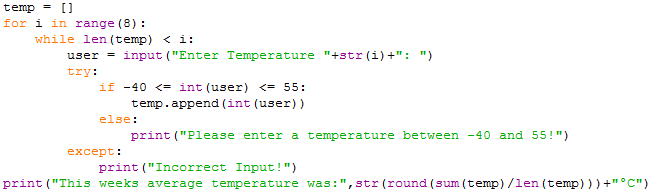 temp = []
for i in range(8):
    while len(temp) < i:
        user = input("Enter Temperature "+str(i)+": ")
        try:
            if -40 <= int(user) <= 55:
                temp.append(int(user))
            else:
                print("Please enter a temperature between -40 and 55!")
        except:
            print("Incorrect Input!")
print("This weeks average temperature was:",str(round(sum(temp)/len(temp)))+"°C")